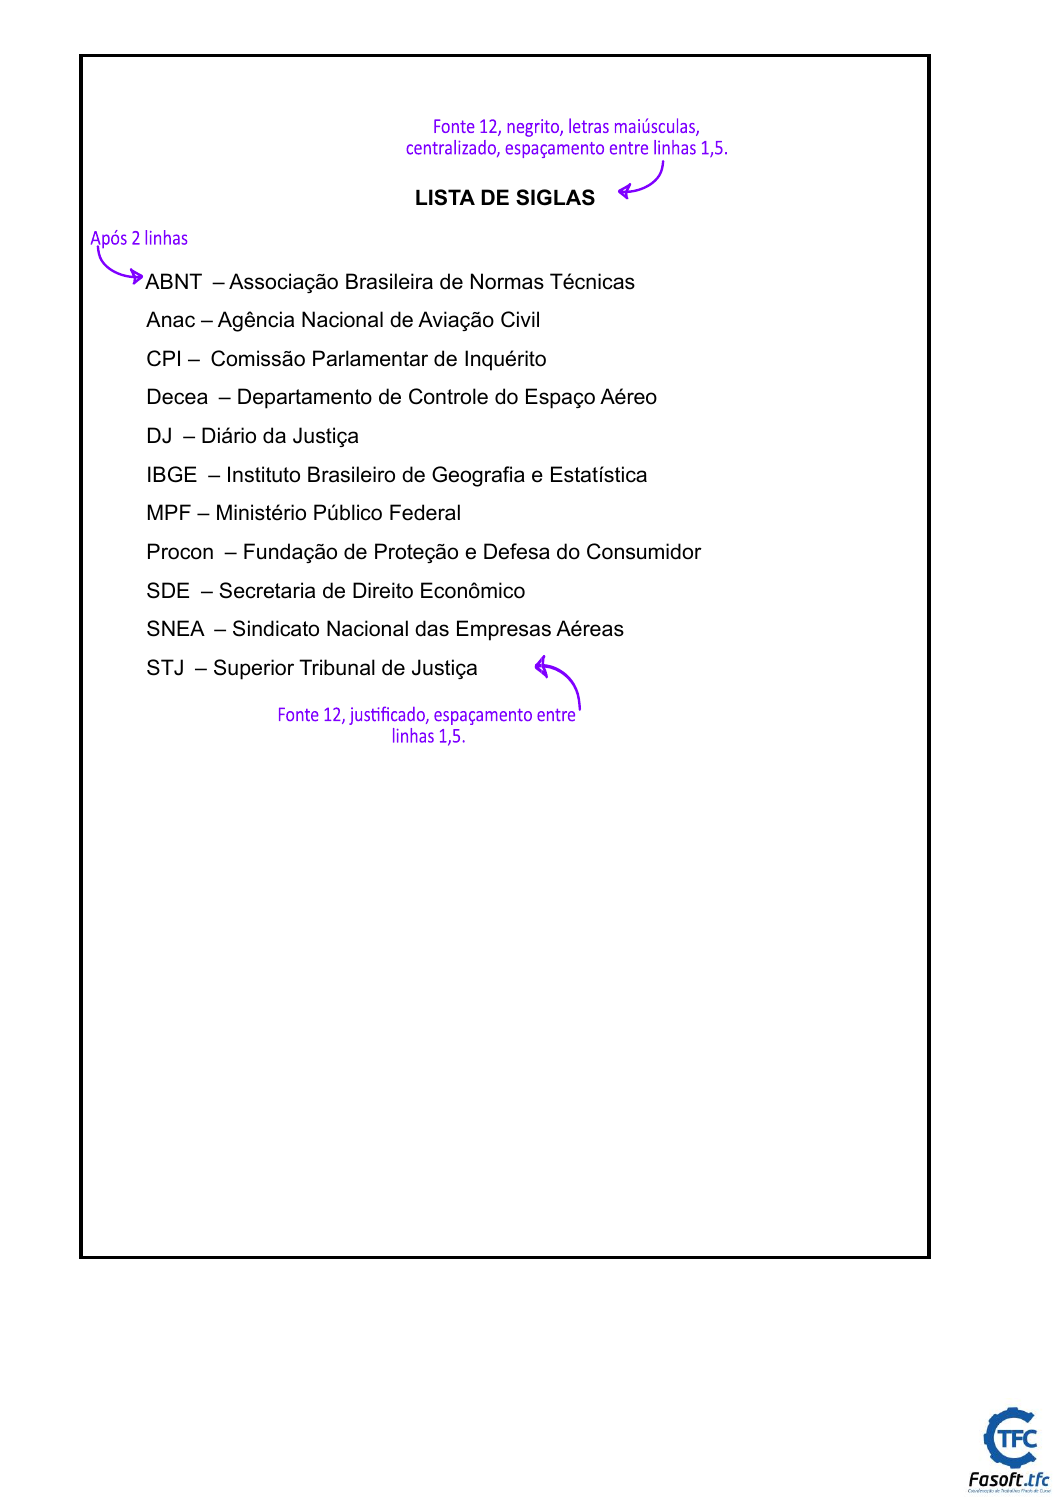 Fonte 12, negrito, letras maiúsculas,
centralizado, espaçamento entre linhas 1,5.
LISTA DE SIGLAS
Após 2 linhas
ABNT – Associação Brasileira de Normas Técnicas
Anac – Agência Nacional de Aviação Civil
CPI – Comissão Parlamentar de Inquérito
Decea – Departamento de Controle do Espaço Aéreo
DJ – Diário da Justiça
IBGE – Instituto Brasileiro de Geografia e Estatística
MPF – Ministério Público Federal
Procon – Fundação de Proteção e Defesa do Consumidor
SDE – Secretaria de Direito Econômico
SNEA – Sindicato Nacional das Empresas Aéreas
STJ – Superior Tribunal de Justiça
Fonte 12, justificado, espaçamento entre
linhas 1,5.
TFC
Fasoft.tfc